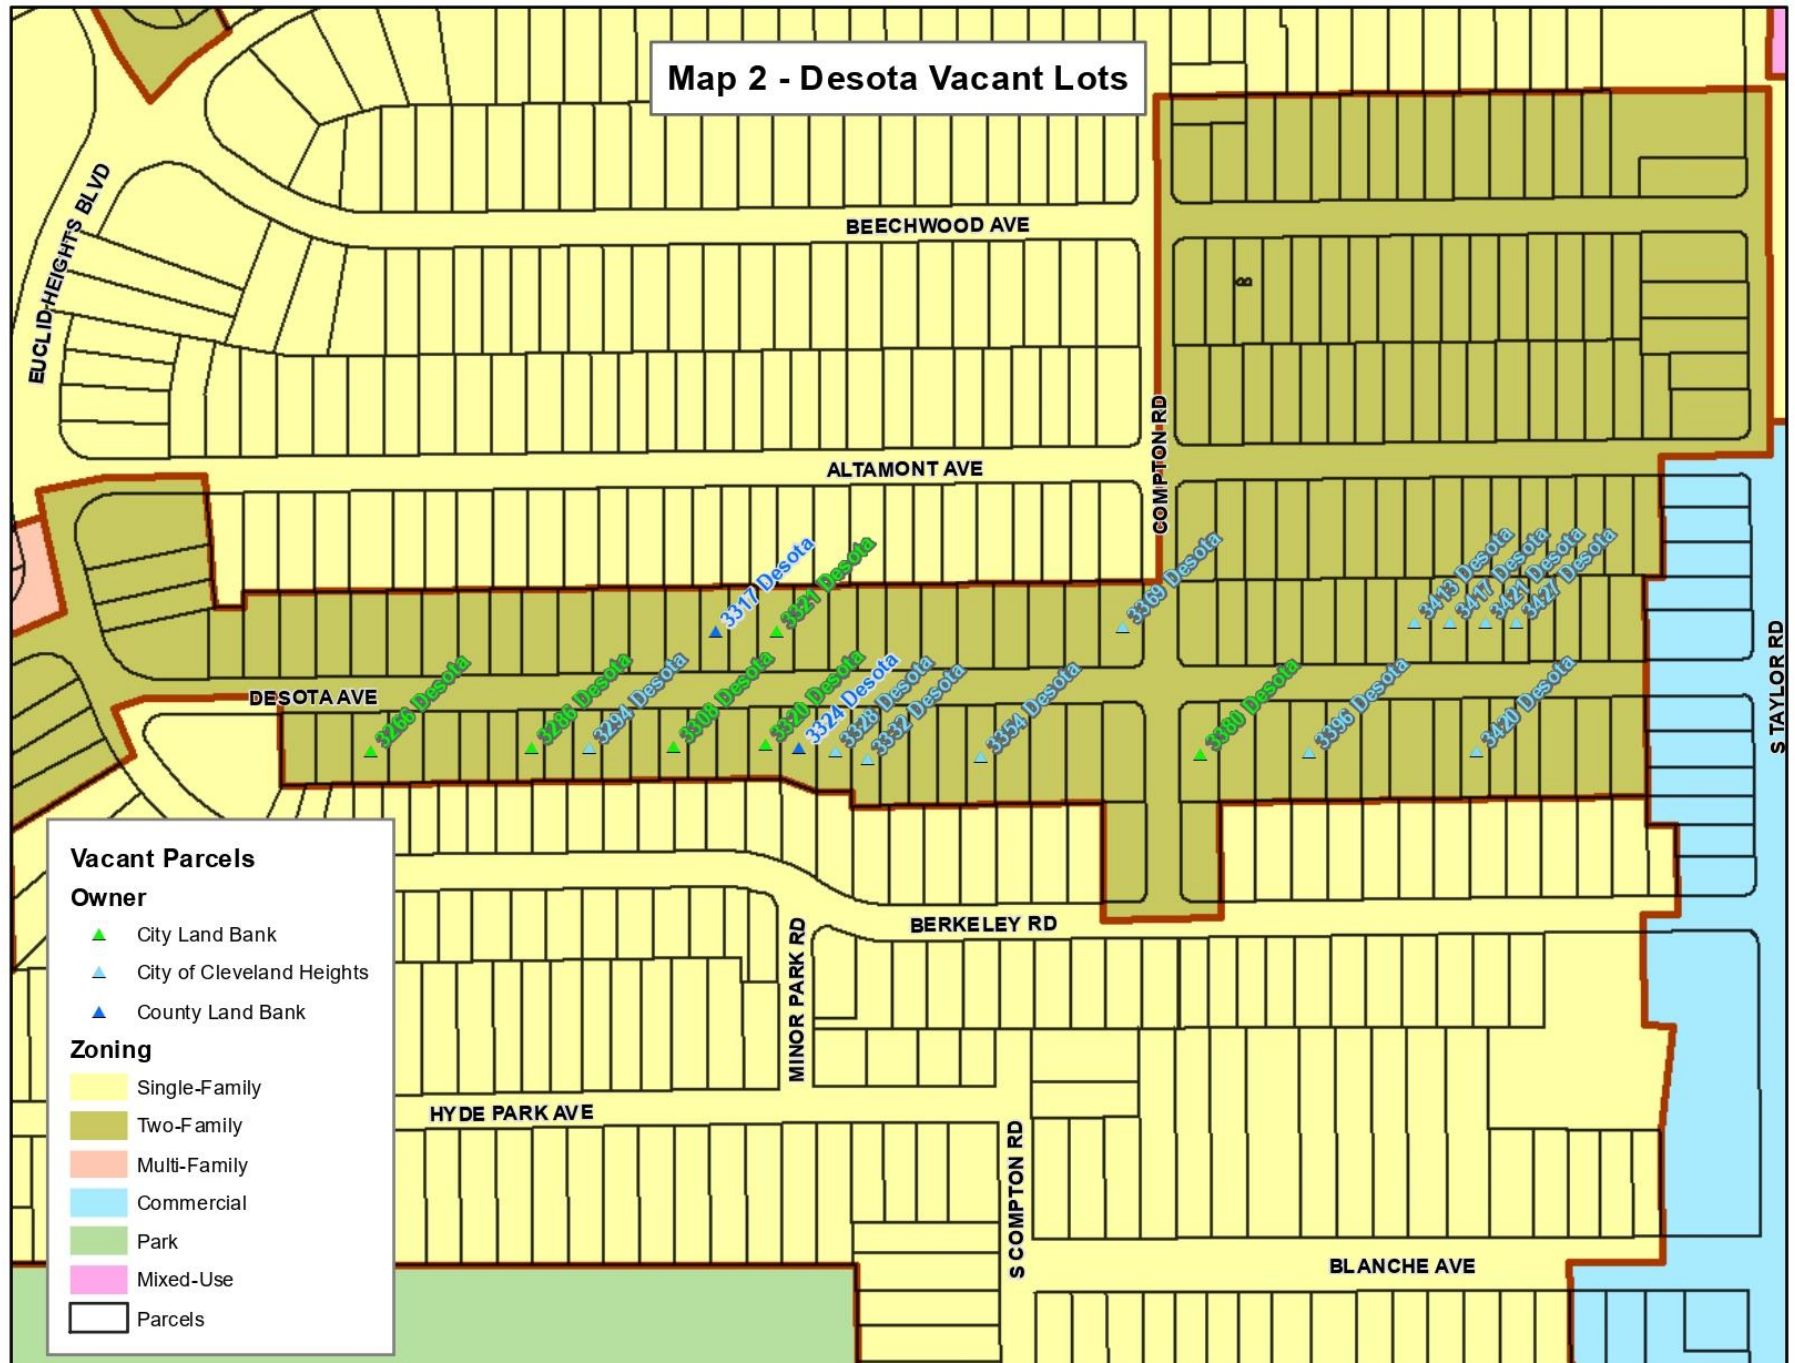 Map 2 - Desota Vacant Lots
EUCLID HEIGHTS BLVD
BEECHWOOD AVE
B
ALTAMONT AVE
COMPTON RD
3317 Desota
3321 Desota
3369 Desota
3413 Desota
3417 Desota
3421 Desota
3427 Desota
S TAYLOR RD
DESOTA AVE
3266 Desota
3286 Desota
3294 Desota
3308 Desota
3320 Desota
3324 Desota
3328 Desota
3332 Desota
3354 Desota
3380 Desota
3396 Desota
3420 Desota
BERKELEY RD
MINOR PARK RD
HYDE PARK AVE
S COMPTON RD
BLANCHE AVE
Vacant Parcels
Owner
City Land Bank
City of Cleveland Heights
County Land Bank
Zoning
Single-Family
Two-Family
Multi-Family
Commercial
Park
Mixed-Use
Parcels